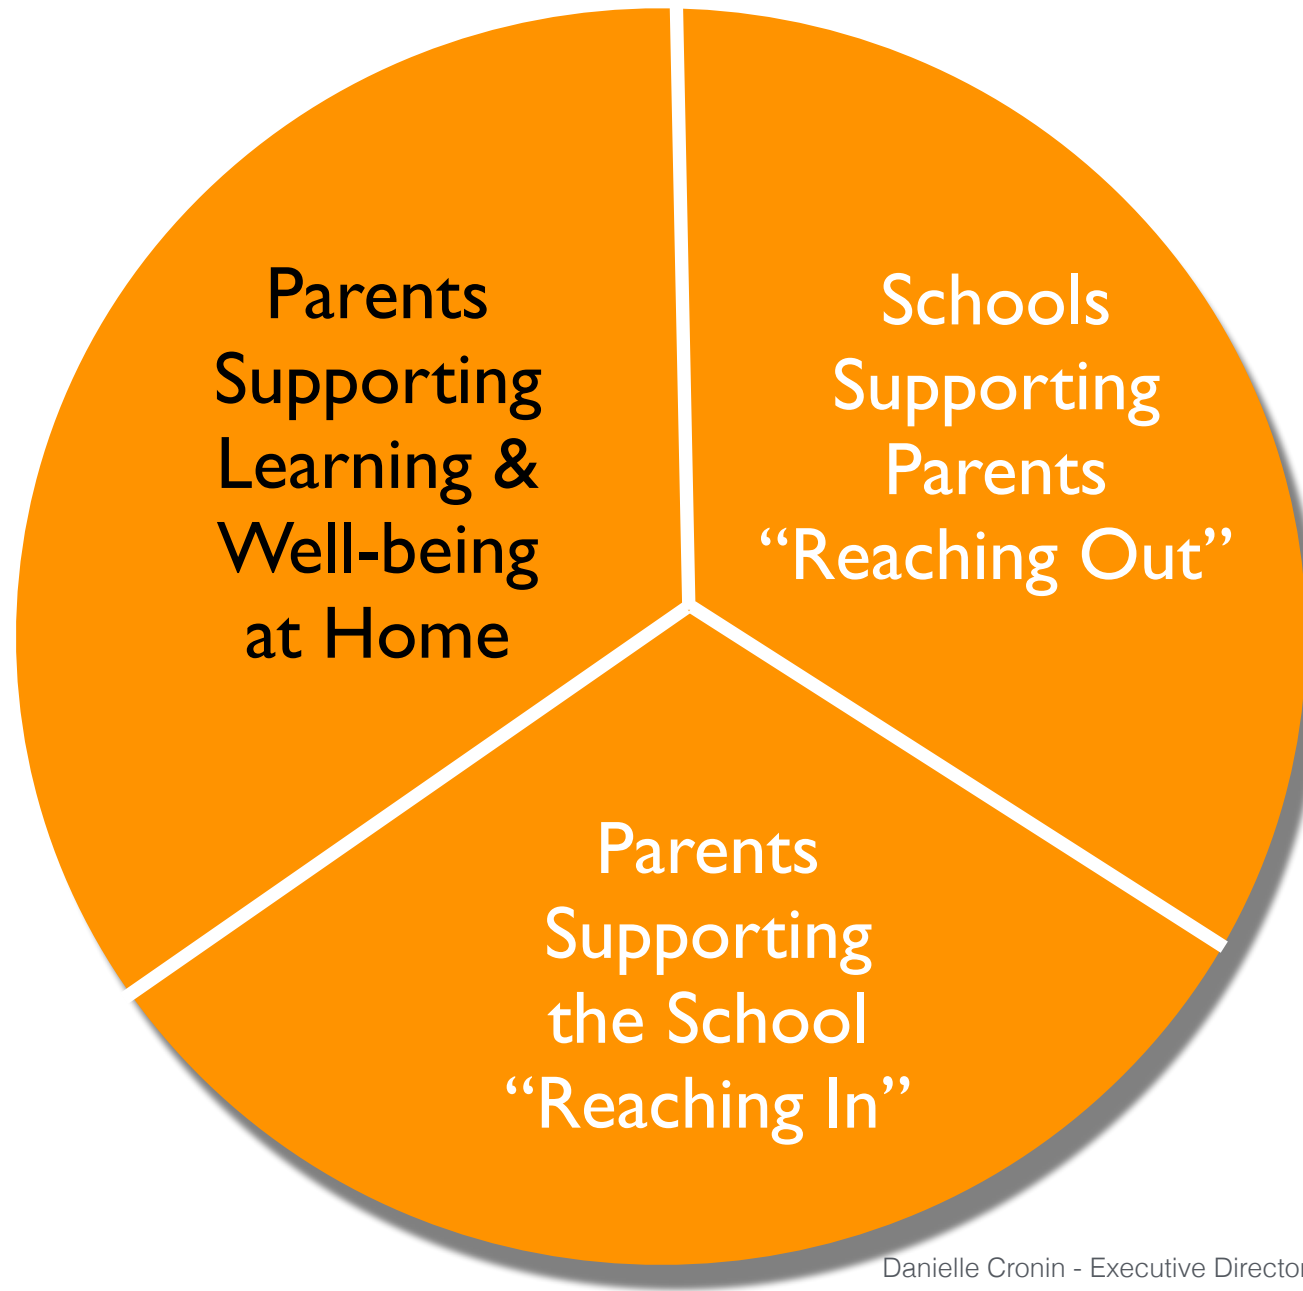 Parents
Supporting
Learning &
Well-being
at Home
Schools
Supporting
Parents
“Reaching Out”
Parents
Supporting
the School
“Reaching In”
Danielle Cronin - Executive Director